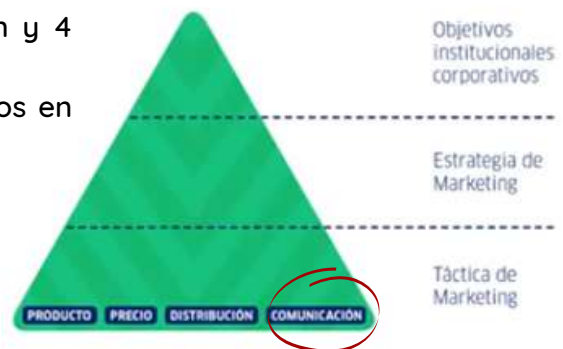 n y 4
os en
Objetivos
institucionales
corporativos
Estrategia de
Marketing
Táctica de
Marketing
PRODUCTO PRECIO DISTRIBUCIÓN COMUNICACIÓN